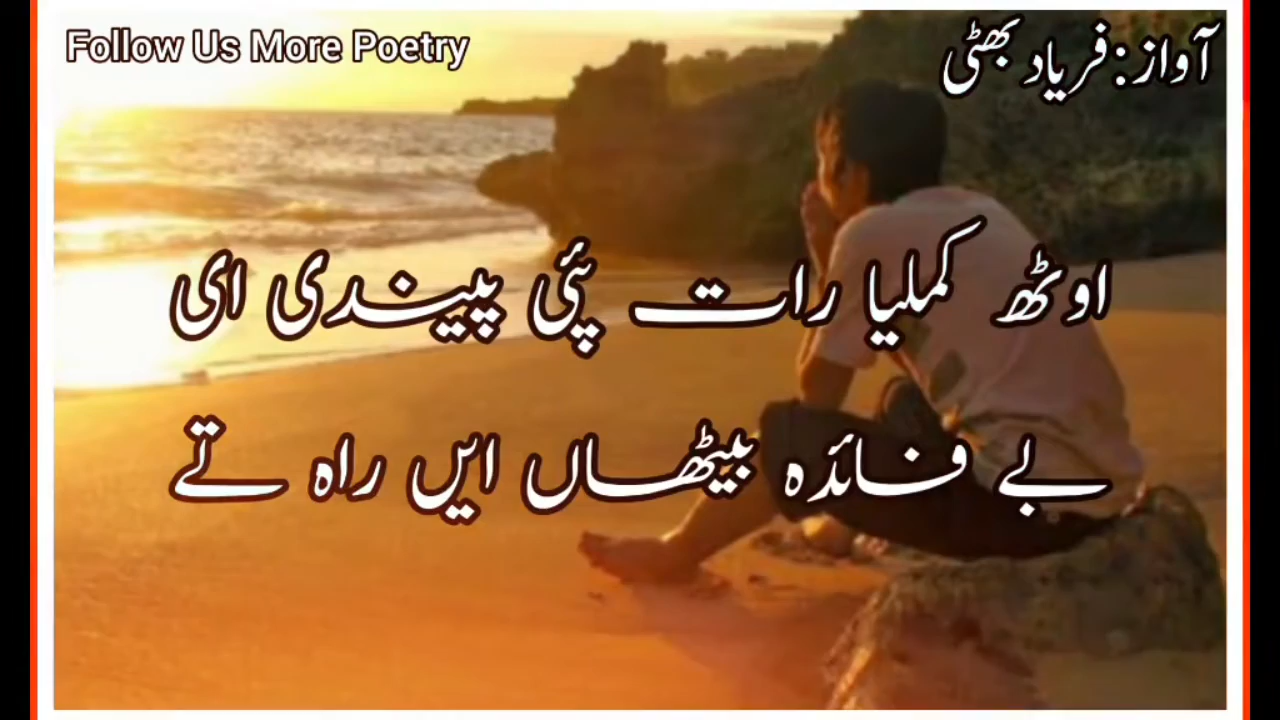 Follow Us More Poetry
آواز:فریاد بھٹی
اوٹھ کملیا رات پئی پیندی ای
بے فائدہ بیٹھاں ایں راہ تے